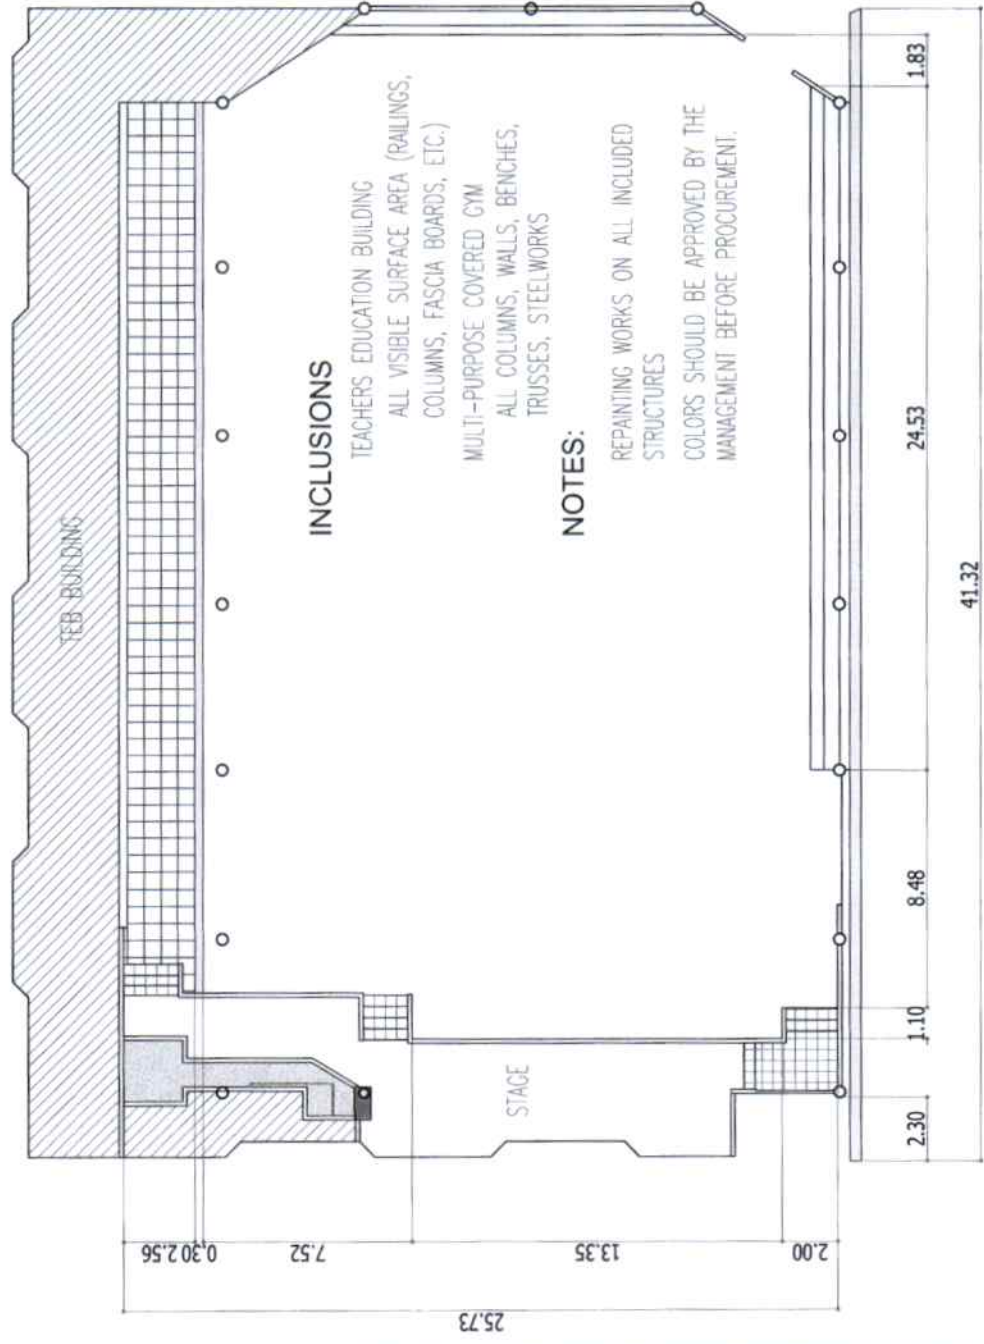 TEB BUILDING
INCLUSIONS
TEACHERS EDUCATION BUILDING
ALL VISIBLE SURFACE AREA (RAILINGS,
COLUMNS, FASCIA BOARDS, ETC.)
MULTI-PURPOSE COVERED GYM
ALL COLUMNS, WALLS, BENCHES,
TRUSSES, STEELWORKS
NOTES:
REPAINTING WORKS ON ALL INCLUDED
STRUCTURES
COLORS SHOULD BE APPROVED BY THE
MANAGEMENT BEFORE PROCUREMENT.
STAGE
2.30
1.10
8.48
24.53
1.83
41.32
2.56
0.30
7.52
13.35
2.00
25.73